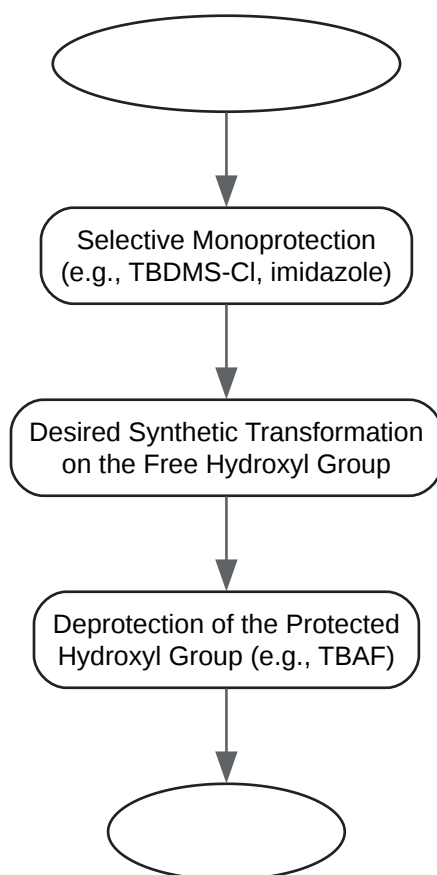 Selective Monoprotection
(e.g., TBDMS-Cl, imidazole)
Desired Synthetic Transformation
on the Free Hydroxyl Group
Deprotection of the Protected
Hydroxyl Group (e.g., TBAF)